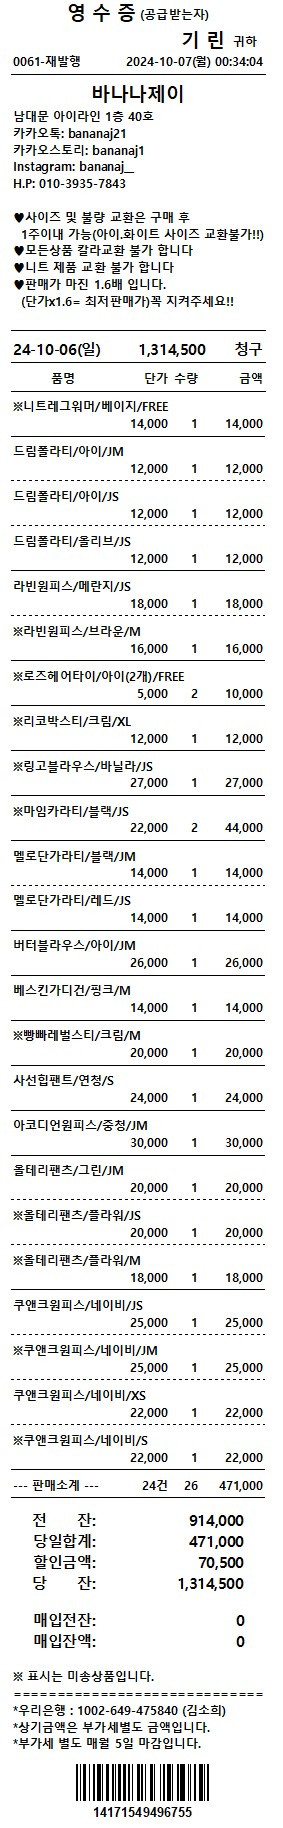 영 수 증 (공급받는자)
기 린 귀하
0061-재발행 2024-10-07(월) 00:34:04
바나나제이
남대문 아이라인 1층 40호
카카오톡: bananaj21
카카오스토리: bananaj1
Instagram: bananaj__
H.P: 010-3935-7843
♥사이즈 및 불량 교환은 구매 후
1주이내 가능(아이.화이트 사이즈 교환불가!!)
♥모든상품 칼라교환 불가 합니다
♥니트 제품 교환 불가 합니다
♥판매가 마진 1.6배 입니다.
(단가x1.6= 최저판매가)꼭 지켜주세요!!
24-10-06(일) 1,314,500 청구
품명 단가 수량 금액
※니트레그워머/베이지/FREE
14,000 1 14,000
드림폴라티/아이/JM
12,000 1 12,000
드림폴라티/아이/JS
12,000 1 12,000
드림폴라티/올리브/JS
12,000 1 12,000
라빈원피스/메란지/JS
18,000 1 18,000
※라빈원피스/브라운/M
16,000 1 16,000
※로즈헤어타이/아이(2개)/FREE
5,000 2 10,000
※리코박스티/크림/XL
12,000 1 12,000
※링고블라우스/바닐라/JS
27,000 1 27,000
※마임카라티/블랙/JS
22,000 2 44,000
멜로단가라티/블랙/JM
14,000 1 14,000
멜로단가라티/레드/JS
14,000 1 14,000
버터블라우스/아이/JM
26,000 1 26,000
베스킨가디건/핑크/M
14,000 1 14,000
※빵빠레벌스티/크림/M
20,000 1 20,000
사선힙팬트/연청/S
24,000 1 24,000
아코디언원피스/중청/JM
30,000 1 30,000
올테리팬츠/그린/JM
20,000 1 20,000
※올테리팬츠/플라워/JS
20,000 1 20,000
※올테리팬츠/플라워/M
18,000 1 18,000
쿠앤크원피스/네이비/JS
25,000 1 25,000
※쿠앤크원피스/네이비/JM
25,000 1 25,000
쿠앤크원피스/네이비/XS
22,000 1 22,000
※쿠앤크원피스/네이비/S
22,000 1 22,000
--- 판매소계 --- 24건 26 471,000
전 잔: 914,000
당일합계: 471,000
할인금액: 70,500
당 잔: 1,314,500
매입전잔: 0
매입잔액: 0
※ 표시는 미송상품입니다.
==============================
*우리은행 : 1002-649-475840 (김소희)
*상기금액은 부가세별도 금액입니다.
*부가세 별도 매월 5일 마감입니다.
14171549496755